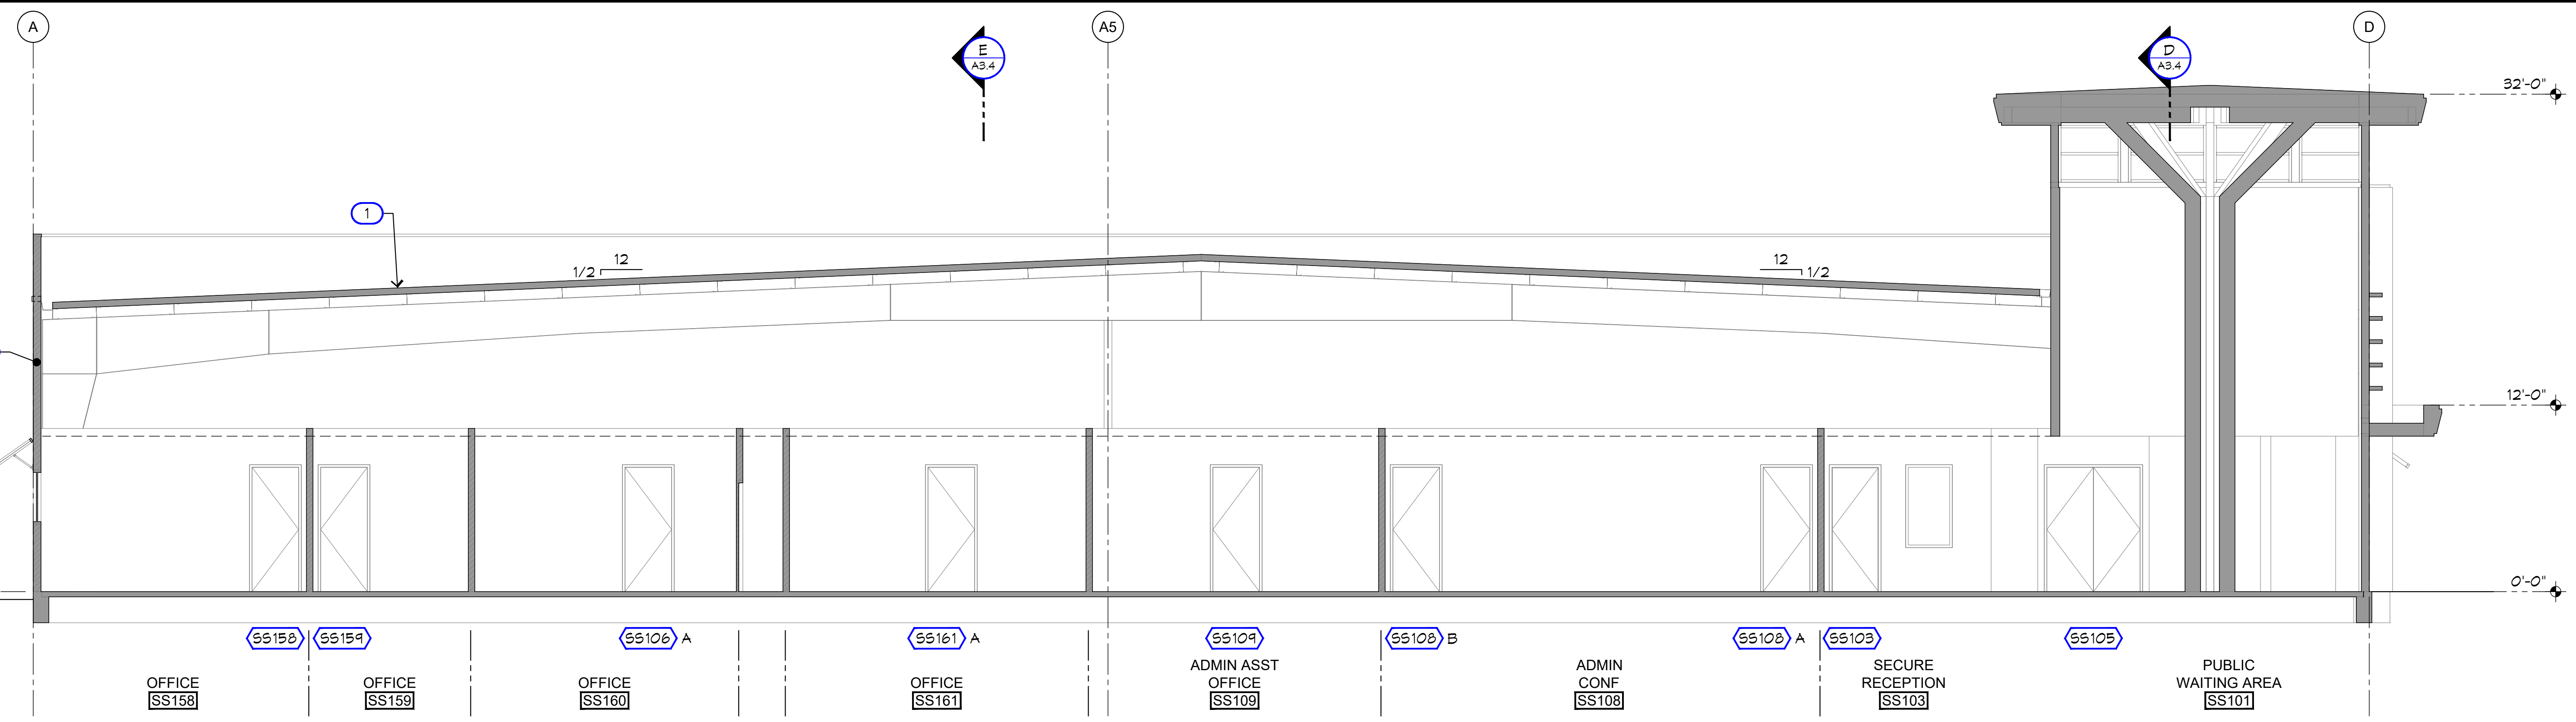 A
A5
D
E
A3.4
D
A3.4
32'-0"
1
12
1/2
12
1/2
12'-0"
0'-0"
SS158
SS159
SS106 A
SS161 A
SS109
SS108 B
SS108 A
SS103
SS105
OFFICE
SS158
OFFICE
SS159
OFFICE
SS160
OFFICE
SS161
ADMIN ASST
OFFICE
SS109
ADMIN
CONF
SS108
SECURE
RECEPTION
SS103
PUBLIC
WAITING AREA
SS101